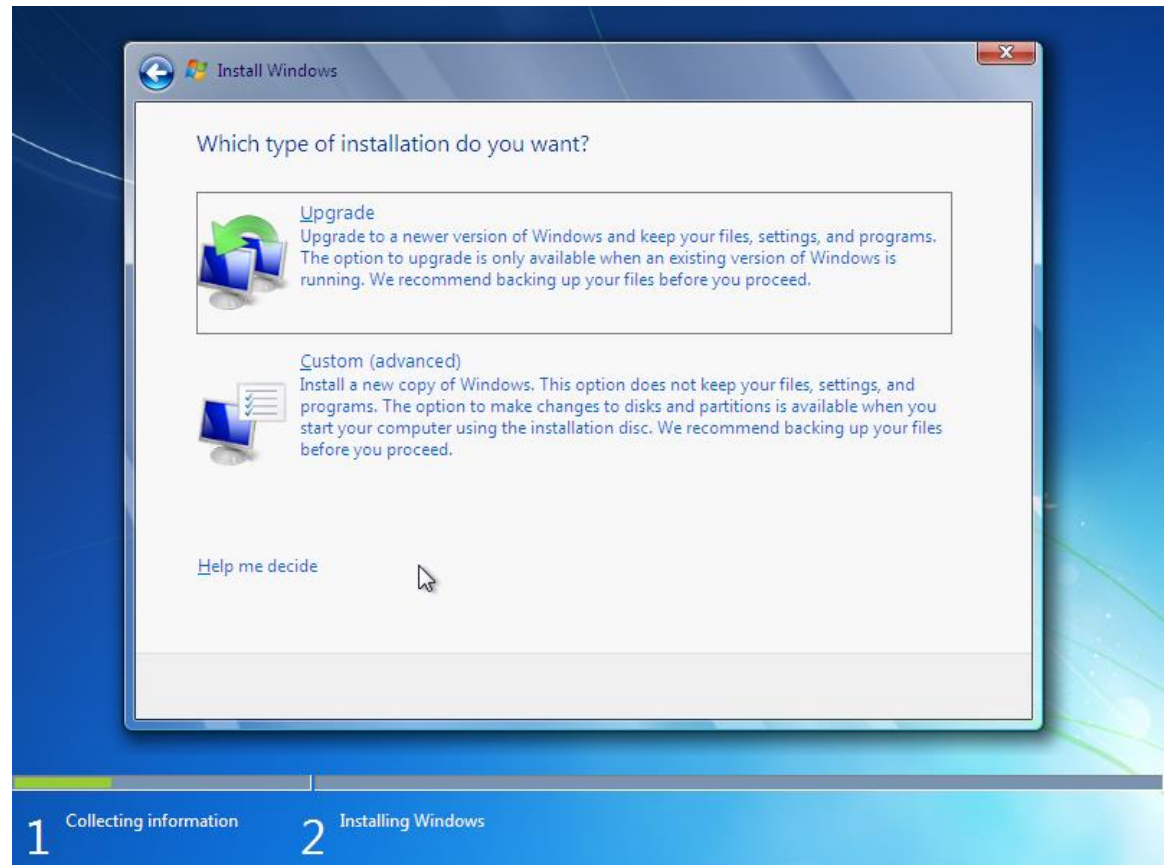 Install Windows
Which type of installation do you want?
Upgrade
Upgrade to a newer version of Windows and keep your files, settings, and programs.
The option to upgrade is only available when an existing version of Windows is
running. We recommend backing up your files before you proceed.
Custom (advanced)
Install a new copy of Windows. This option does not keep your files, settings, and
programs. The option to make changes to disks and partitions is available when you
start your computer using the installation disc. We recommend backing up your files
before you proceed.
Help me decide
1 Collecting information
2 Installing Windows